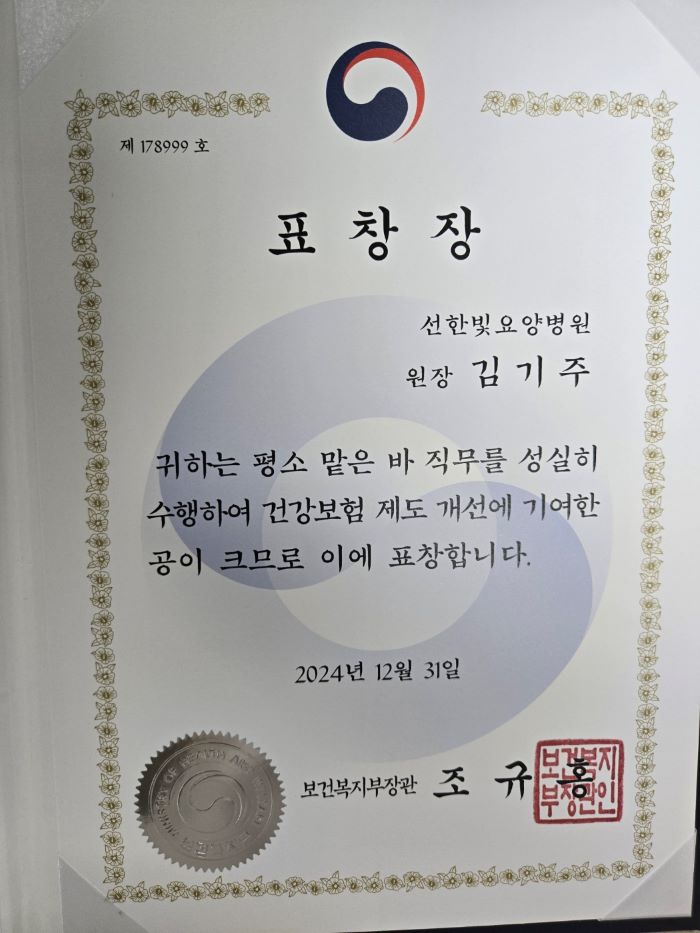 제 178999 호
표 창 장
선한빛요양병원
원장 김 기 주
귀하는 평소 맡은 바 직무를 성실히
수행하여 건강보험 제도 개선에 기여한
공이 크므로 이에 표창합니다.
2024년 12월 31일
보건복지부장관 조 규 홍
보건복지
부장관인
MINISTRY OF HEALTH AND